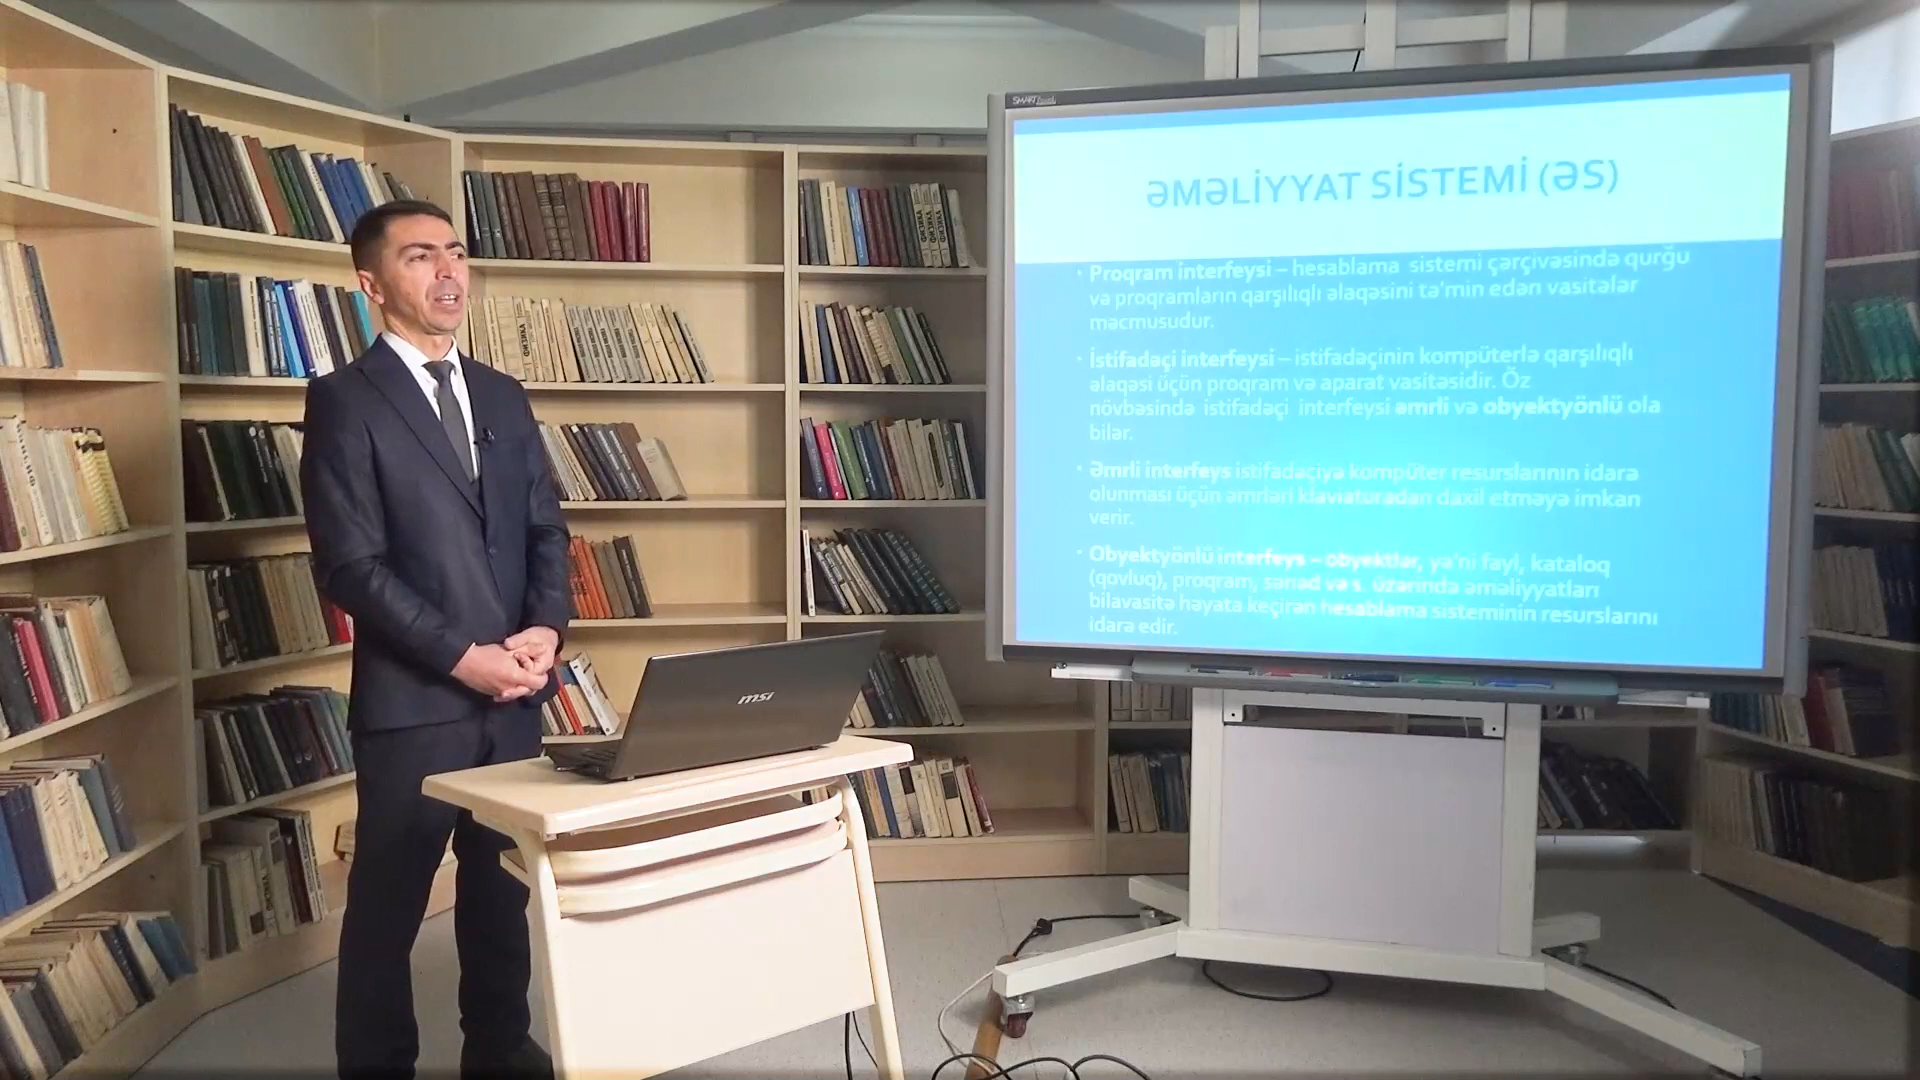 SMART Board
ƏMƏLİYYAT SİSTEMİ (ƏS)
• Proqram interfeysi – hesablama sistemi çərçivəsində qurğu
və proqramların qarşılıqlı əlaqəsini tə'min edən vasitələr
məcmusudur.
• İstifadəçi interfeysi – istifadəçinin kompüterlə qarşılıqlı
əlaqəsi üçün proqram və aparat vasitəsidir. Öz
növbəsində istifadəçi interfeysi əmrli və obyektyönlü ola
bilər.
• Əmrli interfeys istifadəçiyə kompüter resurslarının idarə
olunması üçün əmrləri klaviaturadan daxil etməyə imkan
verir.
• Obyektyönlü interfeys – obyektlər, yə'ni fayl, kataloq
(qovluq), proqram, sənəd və s. üzərində əməliyyatları
bilavasitə həyata keçirən hesablama sisteminin resurslarını
idarə edir.
msi